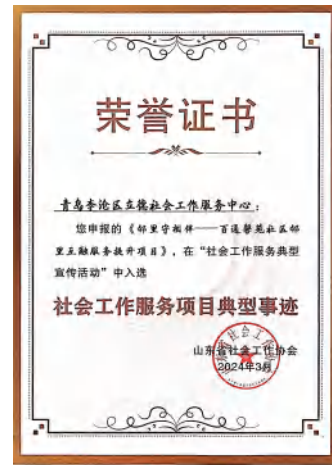 荣誉证书
青岛李沧区立德社会工作服务中心：
您申报的《邻里守相伴——百通馨苑社区邻
里互融服务提升项目》，在“社会工作服务典型
宣传活动”中入选
社会工作服务项目典型事迹
山东省社会工作协会
2024年3月